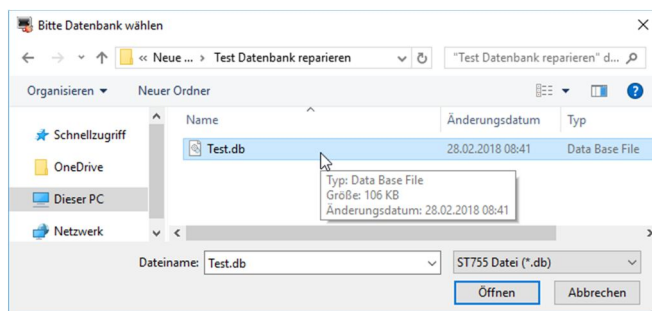 Bitte Datenbank wählen
« Neue ... › Test Datenbank reparieren
"Test Datenbank reparieren" d...
Organisieren Neuer Ordner
Name Änderungsdatum Typ
Schnellzugriff
Test.db 28.02.2018 08:41 Data Base File
OneDrive
Typ: Data Base File
Größe: 106 KB
Änderungsdatum: 28.02.2018 08:41
Dieser PC
Netzwerk
Dateiname: Test.db ST755 Datei (*.db)
Öffnen Abbrechen